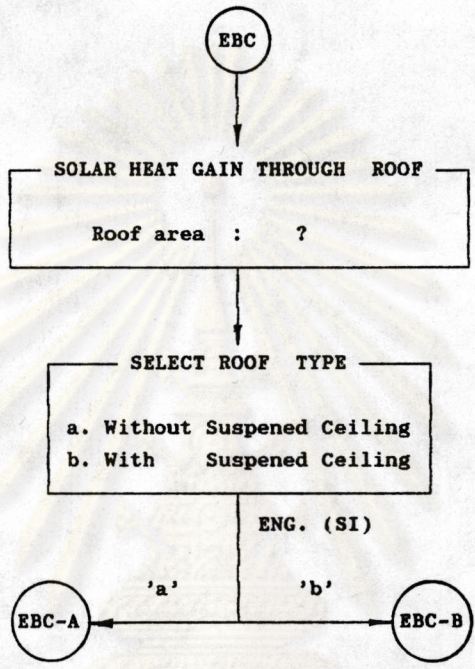 EBC
SOLAR HEAT GAIN THROUGH ROOF
Roof area : ?
SELECT ROOF TYPE
a. Without Suspened Ceiling
b. With Suspened Ceiling
ENG. (SI)
'a' 'b'
EBC-A EBC-B